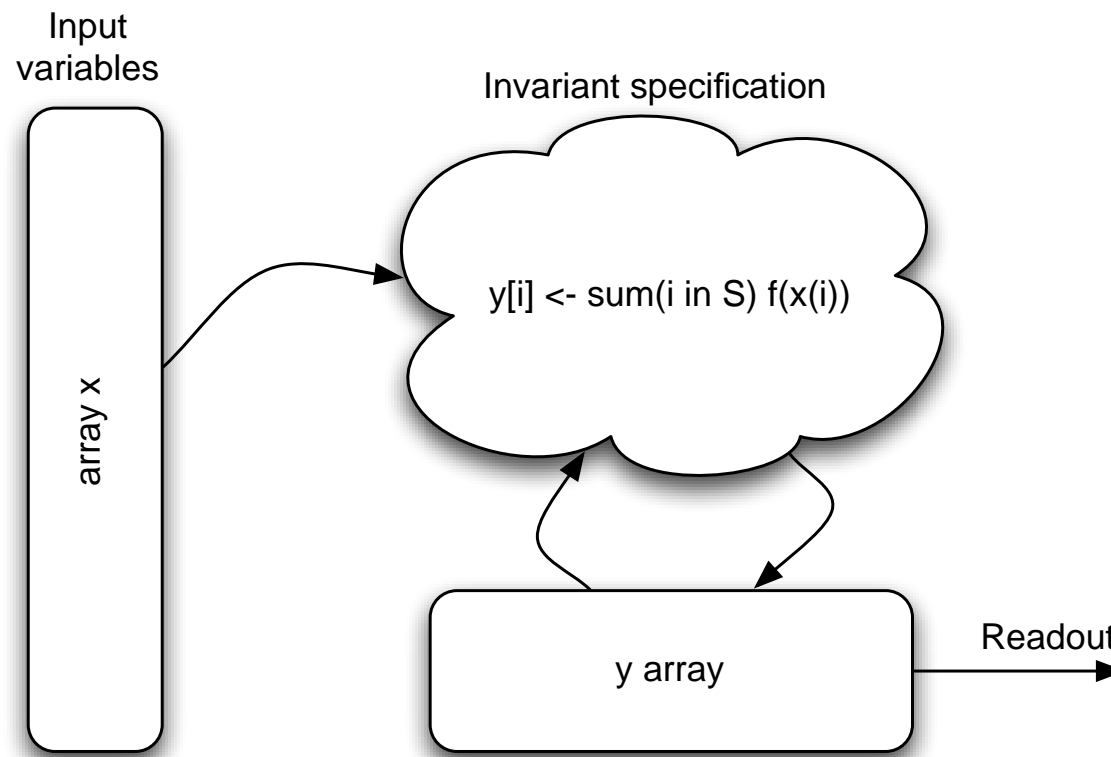 Input
variables
Invariant specification
y[i] <- sum(i in S) f(x(i))
array x
y array
Readout